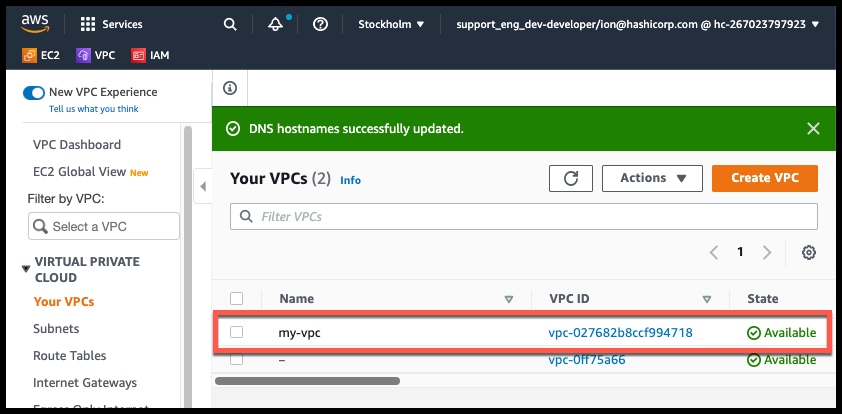 aws Services Stockholm support_eng_dev-developer/ion@hashicorp.com @ hc-267023797923
EC2 VPC IAM
New VPC Experience
Tell us what you think
DNS hostnames successfully updated.
VPC Dashboard
EC2 Global View New
Filter by VPC:
Select a VPC
VIRTUAL PRIVATE
CLOUD
Your VPCs
Subnets
Route Tables
Internet Gateways
Egress Only Internet
Your VPCs (2) Info
Actions
Create VPC
Filter VPCs
1
Name VPC ID State
my-vpc vpc-027682b8ccf994718 Available
– vpc-0ff75a66 Available